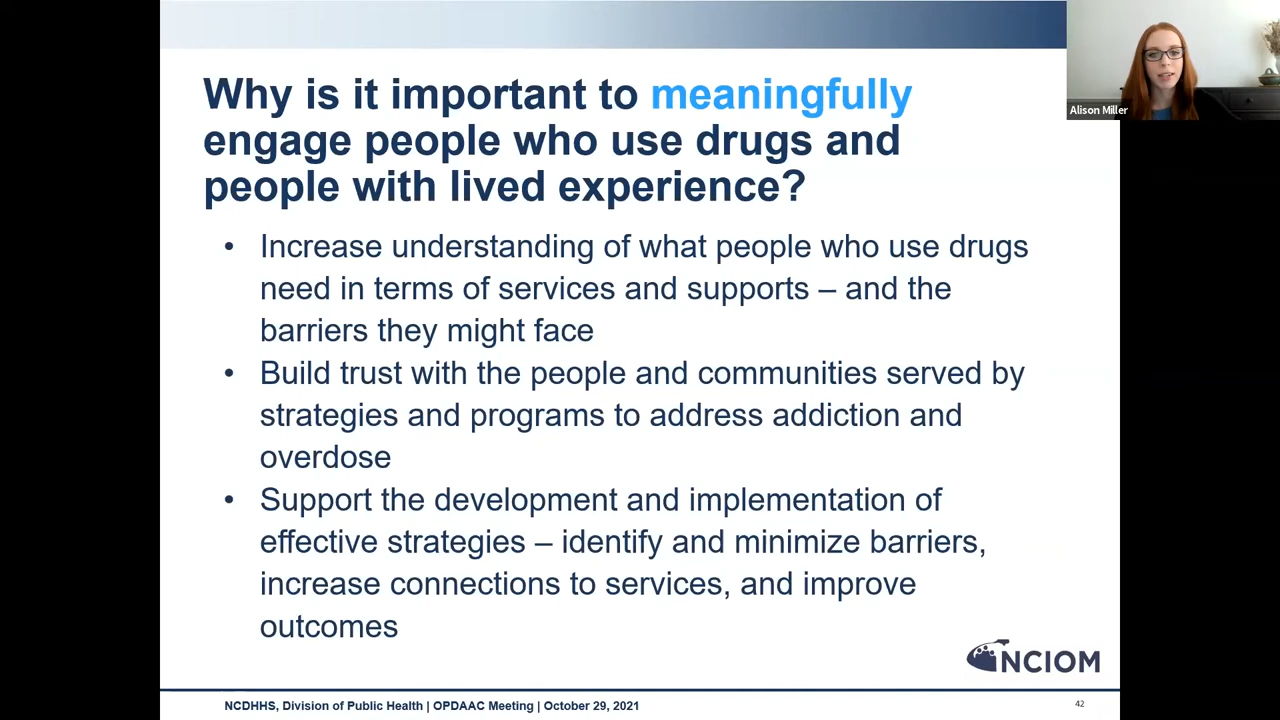 Why is it important to meaningfully
engage people who use drugs and
people with lived experience?
• Increase understanding of what people who use drugs
need in terms of services and supports – and the
barriers they might face
• Build trust with the people and communities served by
strategies and programs to address addiction and
overdose
• Support the development and implementation of
effective strategies – identify and minimize barriers,
increase connections to services, and improve
outcomes
NCIOM
NCDHHS, Division of Public Health | OPDAAC Meeting | October 29, 2021
42
Alison Miller